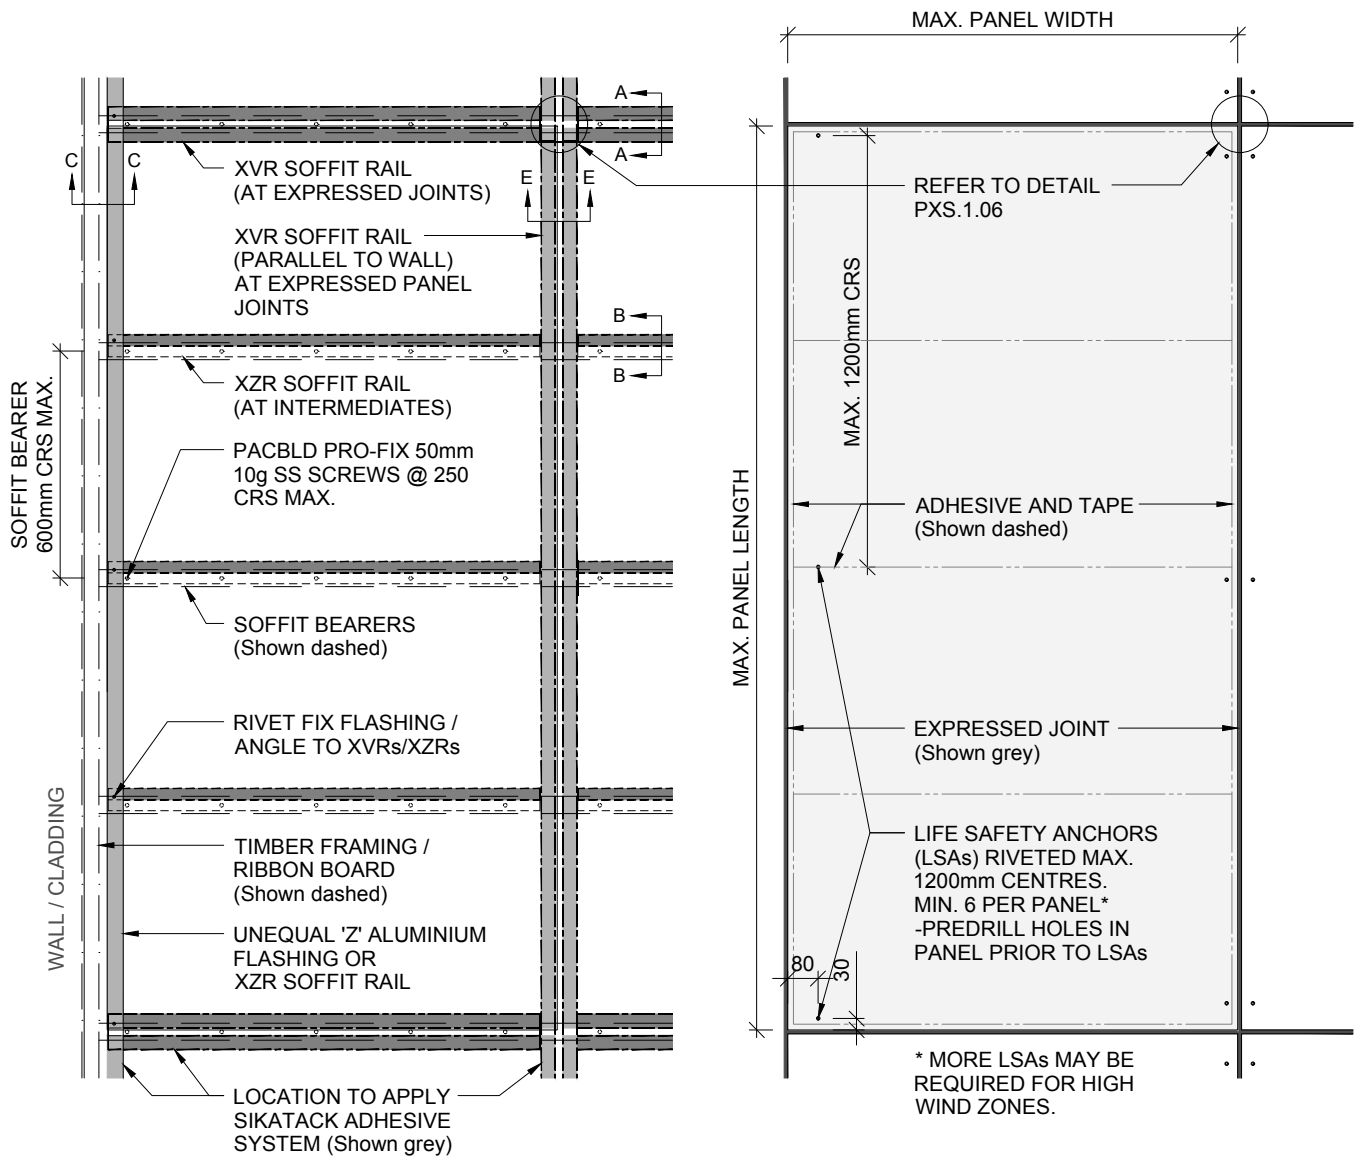 MAX. PANEL WIDTH
A
A
C
C
XVR SOFFIT RAIL
(AT EXPRESSED JOINTS)
E
E
REFER TO DETAIL
PXS.1.06
XVR SOFFIT RAIL
(PARALLEL TO WALL)
AT EXPRESSED PANEL
JOINTS
B
B
MAX. 1200mm CRS
SOFFIT BEARER
600mm CRS MAX.
XZR SOFFIT RAIL
(AT INTERMEDIATES)
PACBLD PRO-FIX 50mm
10g SS SCREWS @ 250
CRS MAX.
MAX. PANEL LENGTH
ADHESIVE AND TAPE
(Shown dashed)
SOFFIT BEARERS
(Shown dashed)
RIVET FIX FLASHING /
ANGLE TO XVRs/XZRs
EXPRESSED JOINT
(Shown grey)
WALL / CLADDING
TIMBER FRAMING /
RIBBON BOARD
(Shown dashed)
LIFE SAFETY ANCHORS
(LSAs) RIVETED MAX.
1200mm CENTRES.
MIN. 6 PER PANEL*
-PREDRILL HOLES IN
PANEL PRIOR TO LSAs
UNEQUAL 'Z' ALUMINIUM
FLASHING OR
XZR SOFFIT RAIL
80
30
* MORE LSAs MAY BE
REQUIRED FOR HIGH
WIND ZONES.
LOCATION TO APPLY
SIKATACK ADHESIVE
SYSTEM (Shown grey)